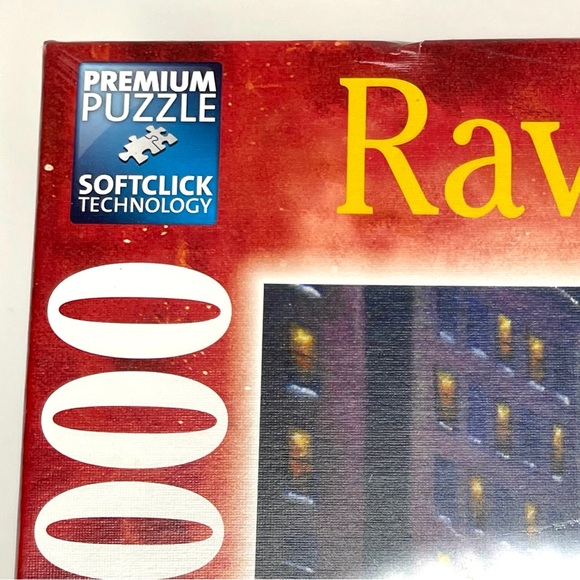 PREMIUM
PUZZLE
SOFTCLICK
TECHNOLOGY
Rav
000